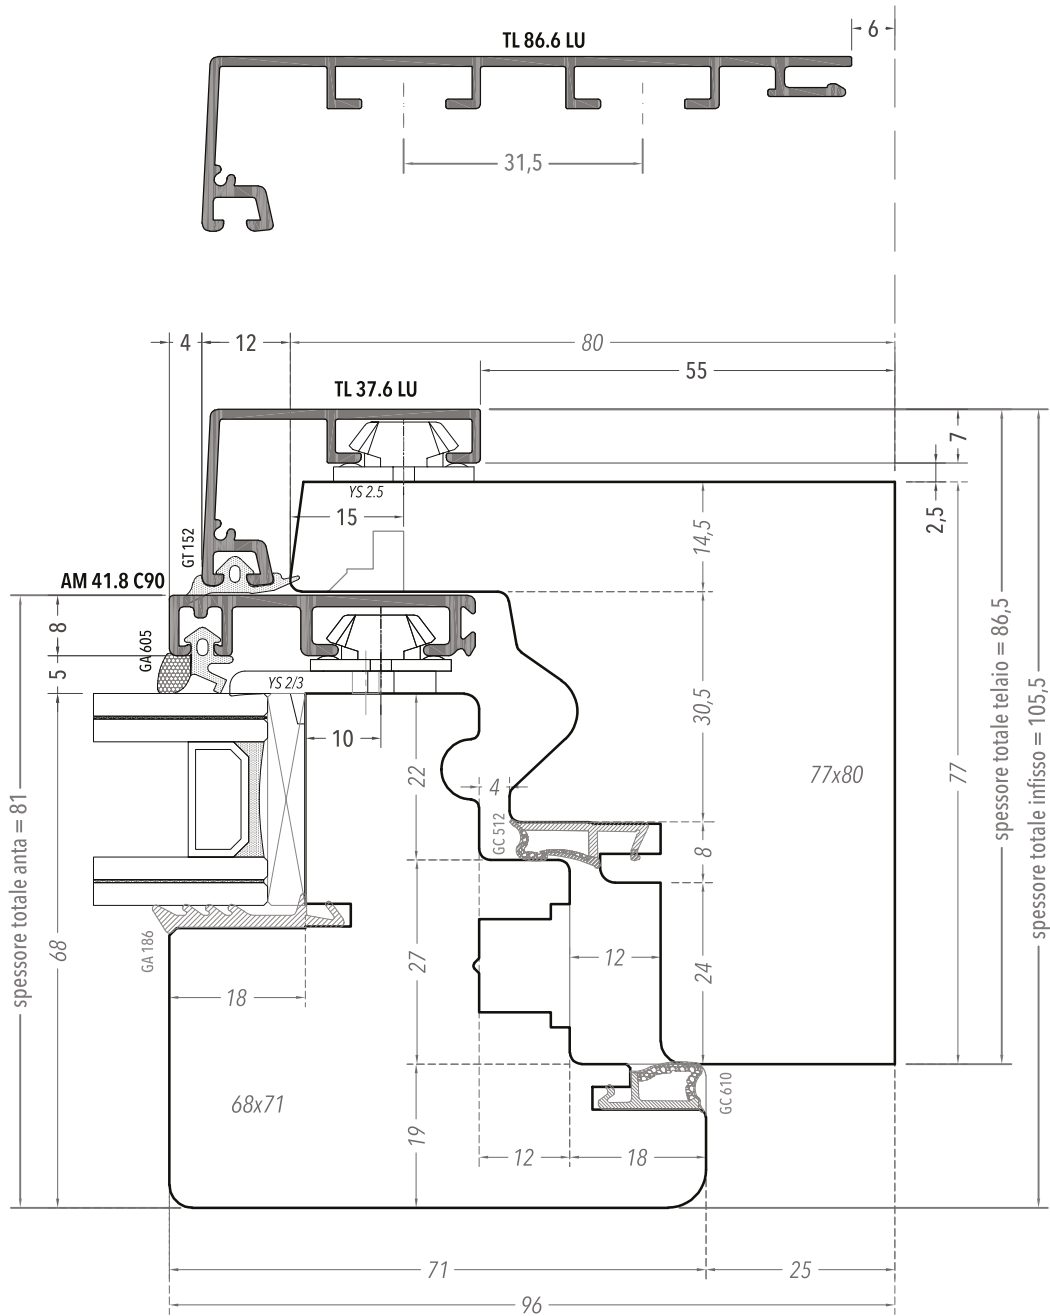 6
TL 86.6 LU
31,5
4
12
80
55
TL 37.6 LU
7
2,5
YS 2.5
15
14,5
GT 152
AM 41.8 C90
8
GA 605
5
YS 2/3
10
22
4
30,5
77x80
77
spessore totale telaio = 86,5
spessore totale infisso = 105,5
spessore totale anta = 81
GC 512
8
68
GA 186
18
27
12
24
68x71
GC 610
19
12
18
71
25
96